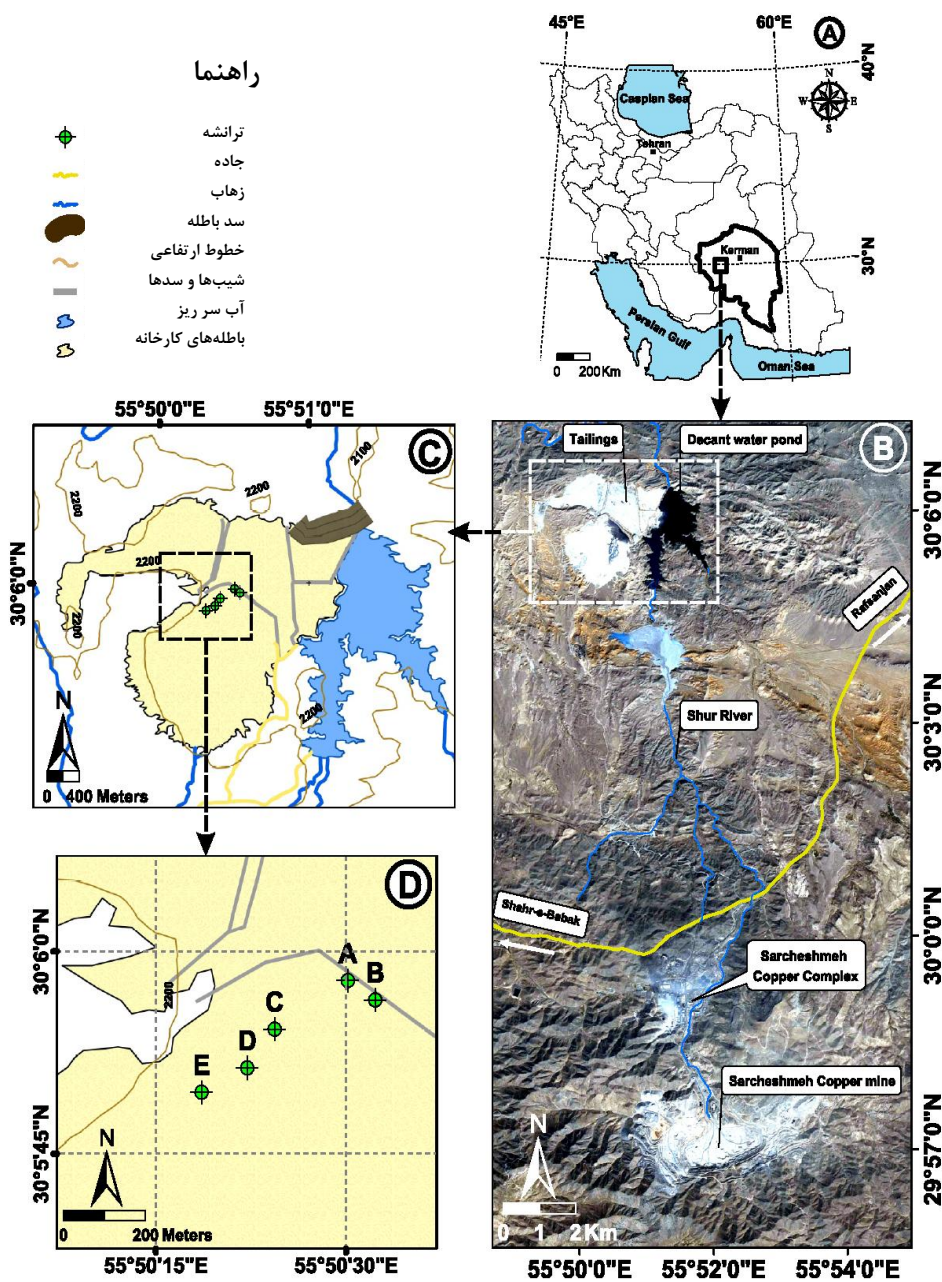 راهنما
ترانشه
جاده
زهاب
سد باطله
خطوط ارتفاعی
شیب‌ها و سدها
آب سر ریز
باطله‌های کارخانه
45°E
60°E
A
40°N
30°N
N
W
E
S
Caspian Sea
Tehran
Kerman
Persian Gulf
Oman Sea
0 200 Km
55°50'0"E
55°51'0"E
C
30°6'0"N
2200
2200
2200
2100
2200
N
0 400 Meters
B
Tailings
Decant water pond
30°6'0"N
Rafsanjan
Shur River
30°3'0"N
Shahr-e-Babak
30°0'0"N
Sarcheshmeh
Copper Complex
Sarcheshmeh Copper mine
29°57'0"N
N
0 1 2 Km
55°50'0"E
55°52'0"E
55°54'0"E
D
30°6'0"N
2200
A
B
C
D
E
30°5'45"N
N
0 200 Meters
55°50'15"E
55°50'30"E